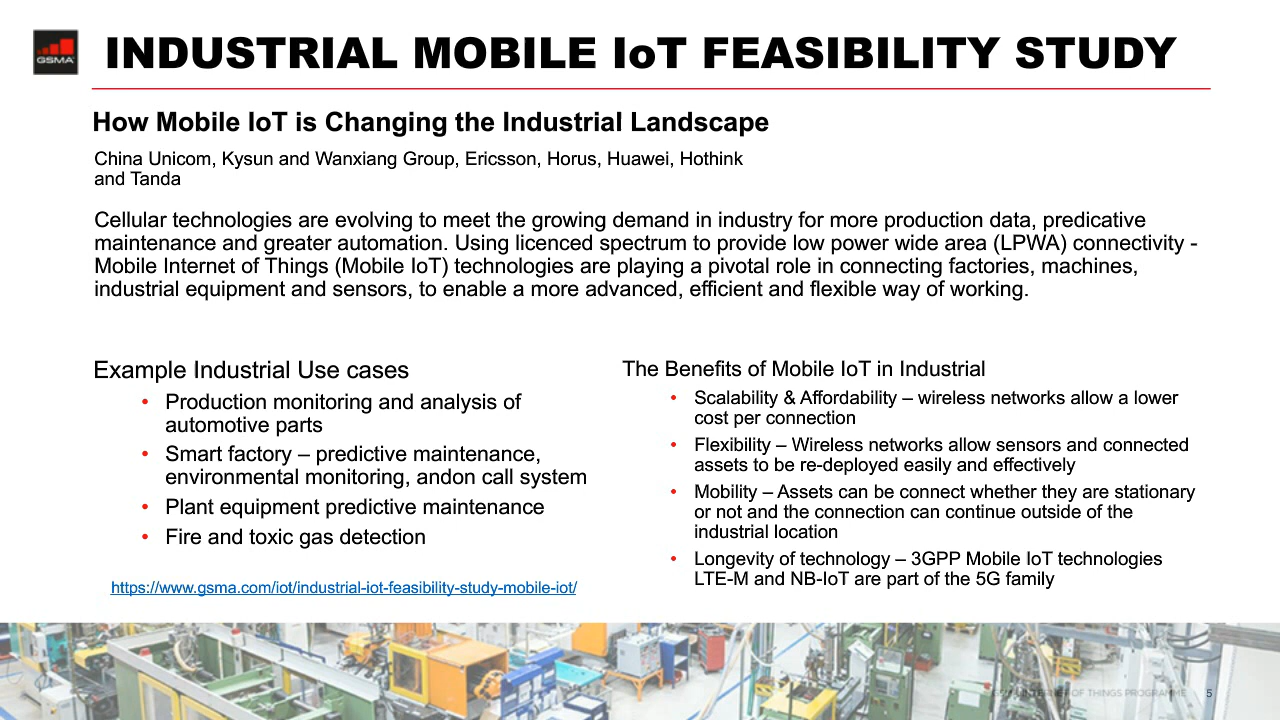 GSMA
INDUSTRIAL MOBILE IoT FEASIBILITY STUDY
How Mobile IoT is Changing the Industrial Landscape
China Unicom, Kysun and Wanxiang Group, Ericsson, Horus, Huawei, Hothink
and Tanda
Cellular technologies are evolving to meet the growing demand in industry for more production data, predicative
maintenance and greater automation. Using licenced spectrum to provide low power wide area (LPWA) connectivity -
Mobile Internet of Things (Mobile IoT) technologies are playing a pivotal role in connecting factories, machines,
industrial equipment and sensors, to enable a more advanced, efficient and flexible way of working.
Example Industrial Use cases
• Production monitoring and analysis of
automotive parts
• Smart factory – predictive maintenance,
environmental monitoring, andon call system
• Plant equipment predictive maintenance
• Fire and toxic gas detection
https://www.gsma.com/iot/industrial-iot-feasibility-study-mobile-iot/
The Benefits of Mobile IoT in Industrial
• Scalability & Affordability – wireless networks allow a lower
cost per connection
• Flexibility – Wireless networks allow sensors and connected
assets to be re-deployed easily and effectively
• Mobility – Assets can be connect whether they are stationary
or not and the connection can continue outside of the
industrial location
• Longevity of technology – 3GPP Mobile IoT technologies
LTE-M and NB-IoT are part of the 5G family
GSMA INTERNET OF THINGS PROGRAMME 5